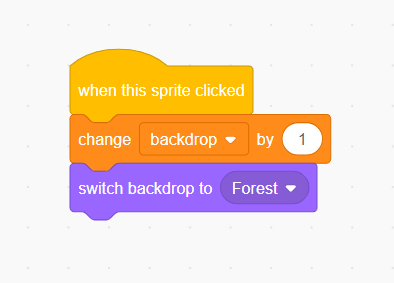 when this sprite clicked
change backdrop by 1
switch backdrop to Forest